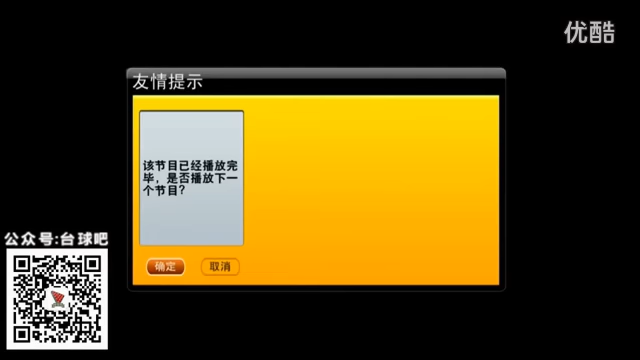 优酷
友情提示
该节目已经播放完
毕，是否播放下一
个节目？
确定
取消
公众号:台球吧